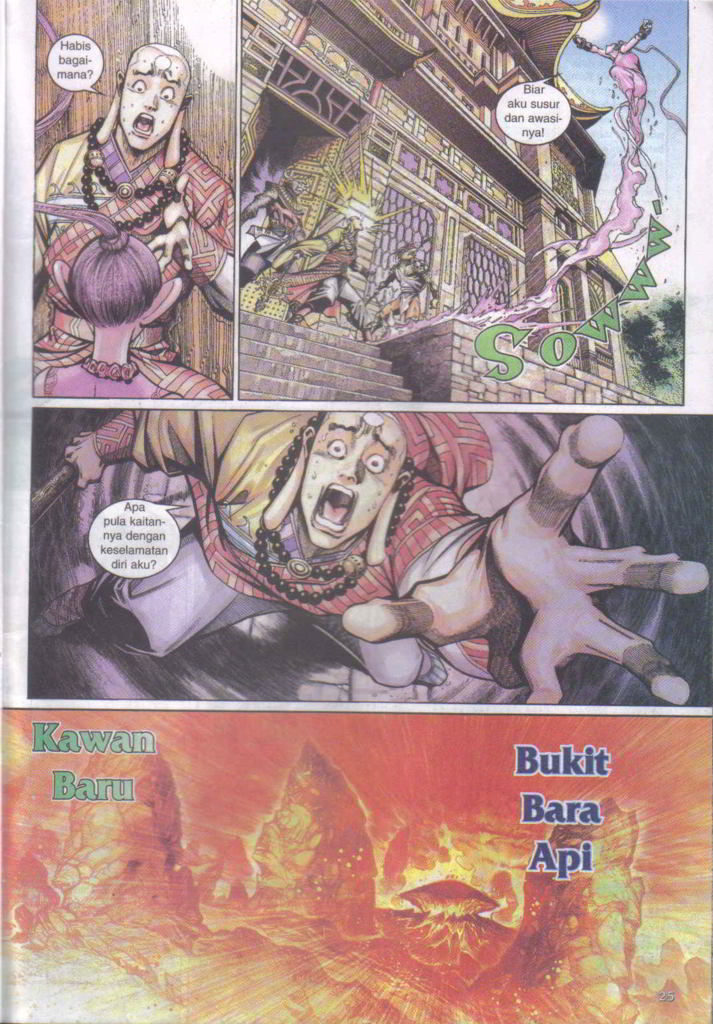 Habis
bagai-
mana?
Biar
aku susur
dan awasi-
nya!
Sowww-
Apa
pula kaitan-
nya dengan
keselamatan
diri aku?
Kawan
Baru
Bukit
Bara
Api
25